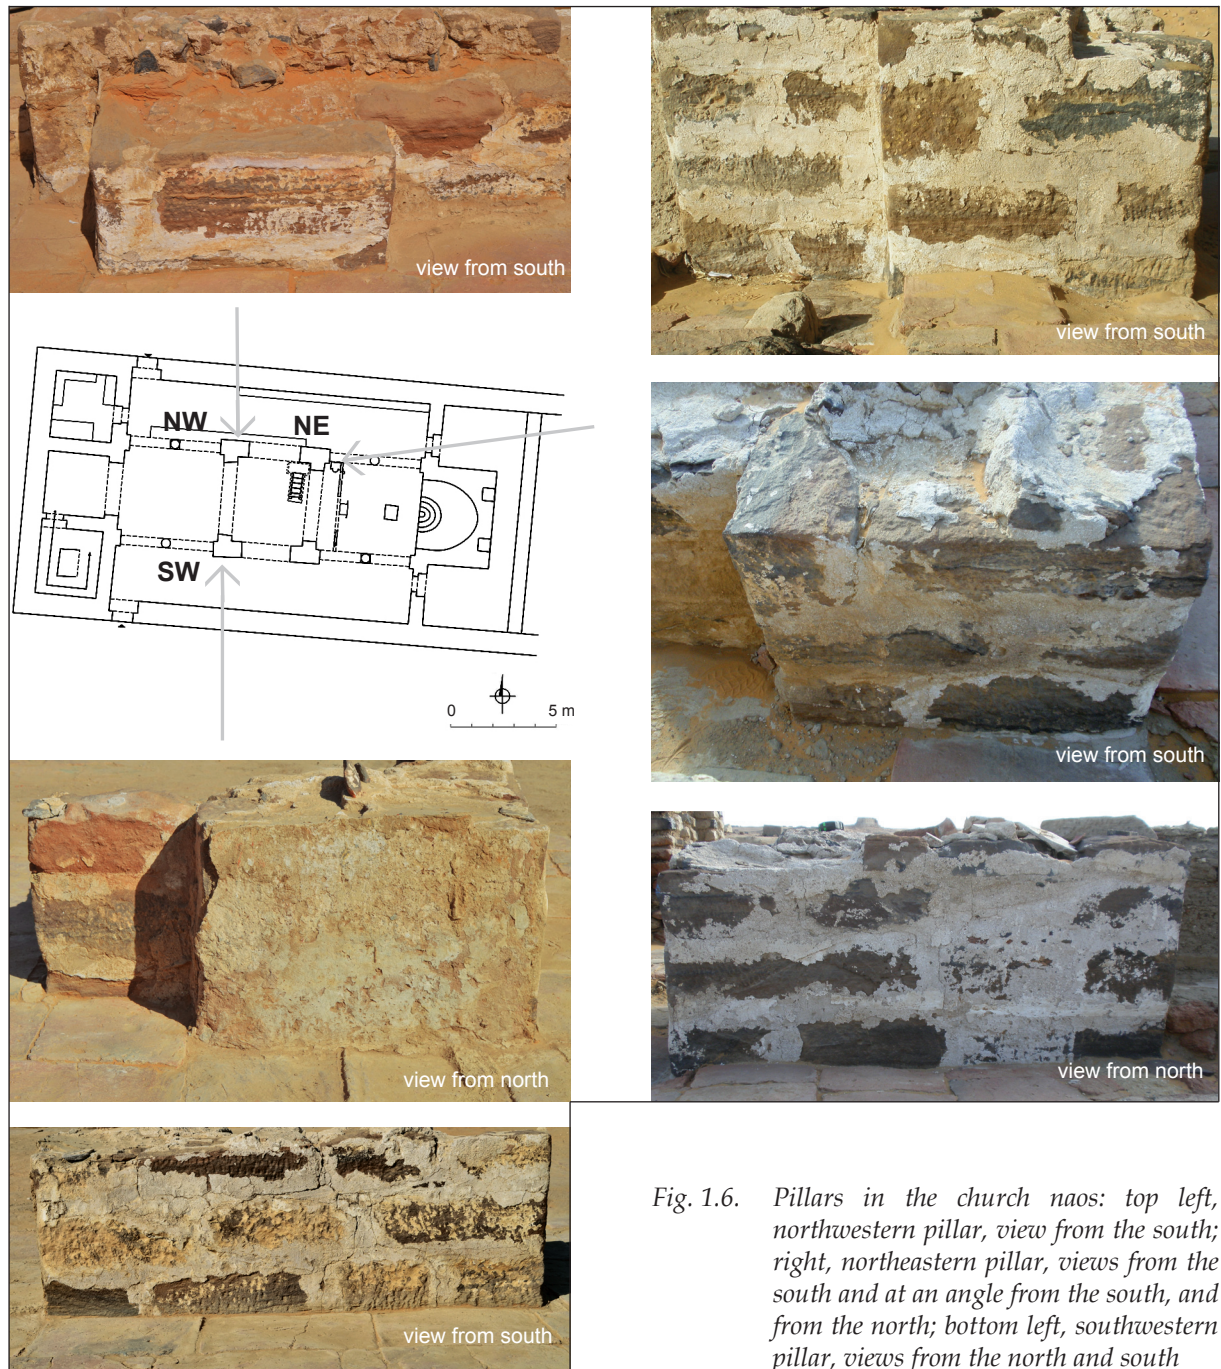 view from south
view from south
NW
NE
SW
0 5 m
view from south
view from north
view from north
view from south
Fig. 1.6. Pillars in the church naos: top left,
northwestern pillar, view from the south;
right, northeastern pillar, views from the
south and at an angle from the south, and
from the north; bottom left, southwestern
pillar, views from the north and south